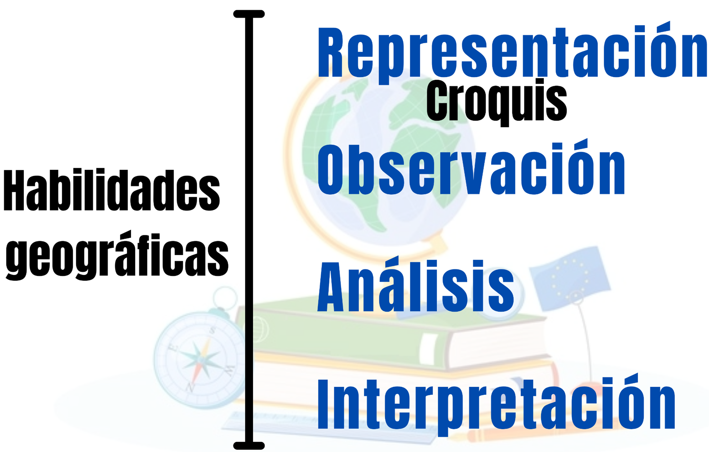 Habilidades
geográficas
Representación
Croquis
Observación
Análisis
Interpretación